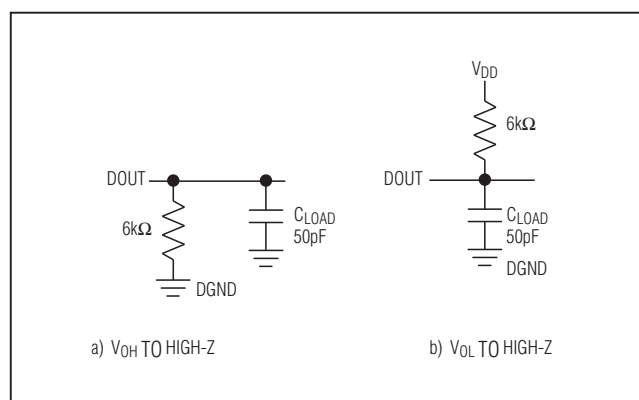 DOUT
6kΩ
DGND
CLOAD
50pF
a) VOH TO HIGH-Z
VDD
6kΩ
DOUT
CLOAD
50pF
DGND
b) VOL TO HIGH-Z